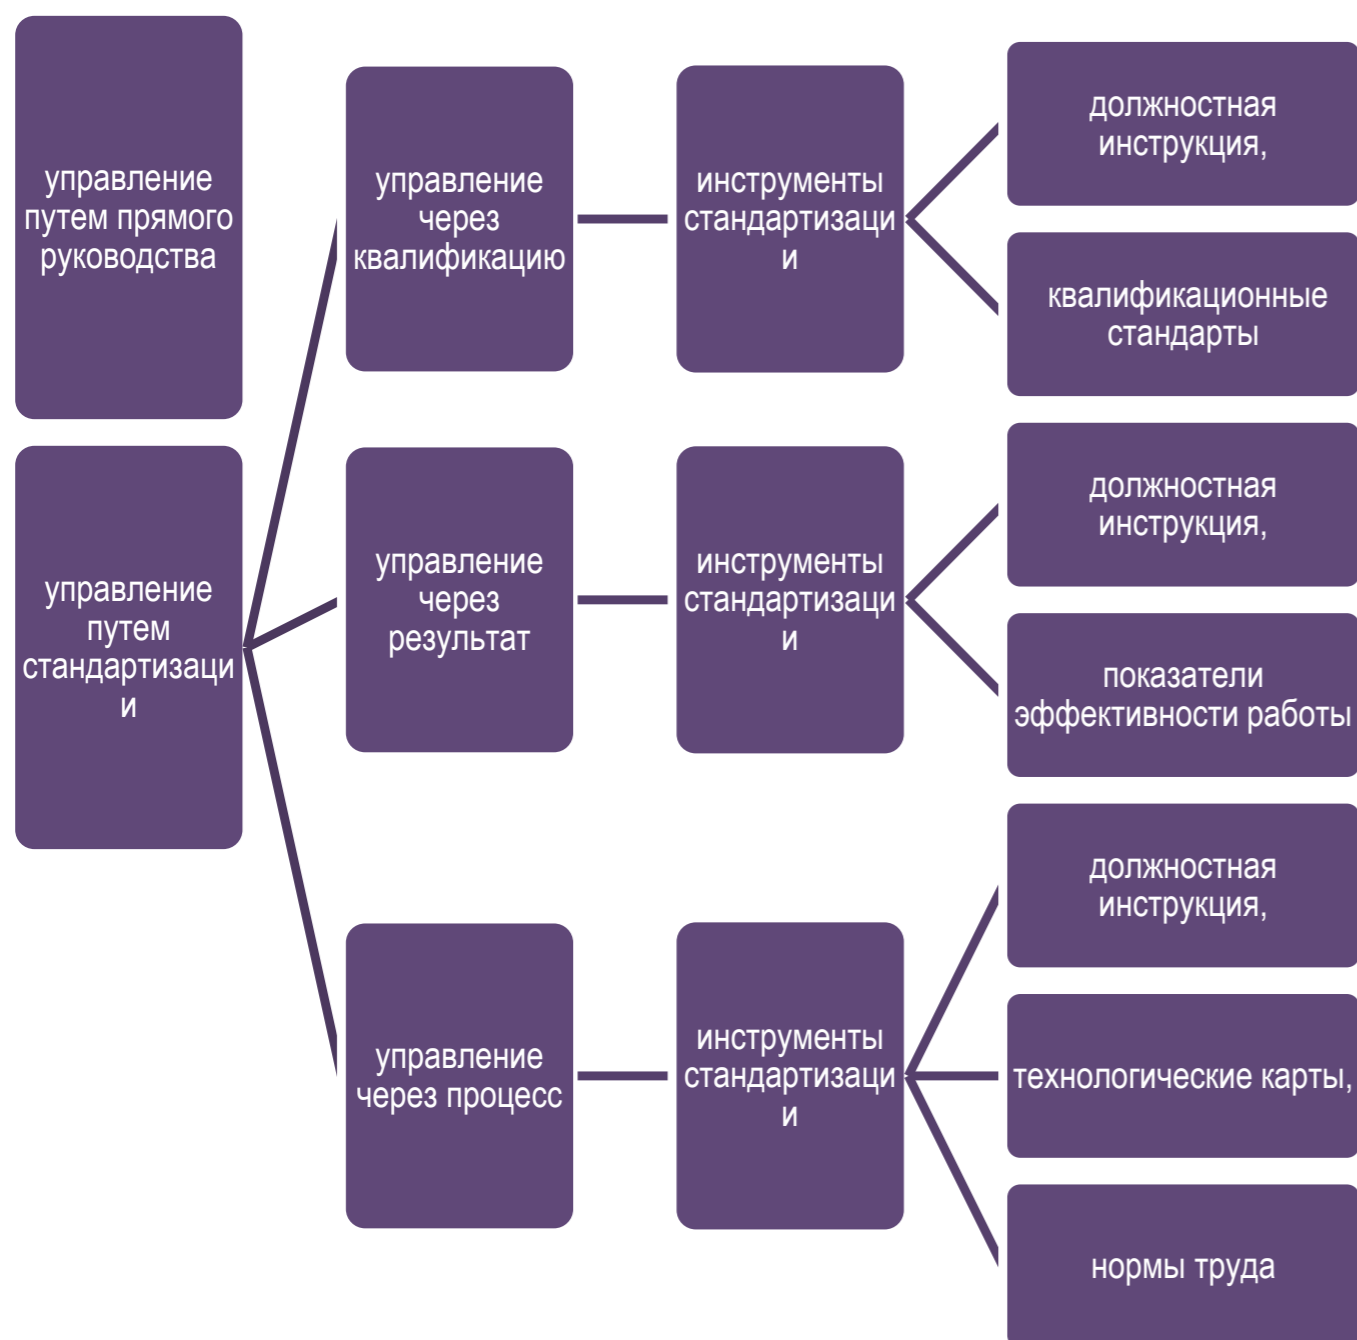 управление
путем прямого
руководства
управление
путем
стандартизаци
и
управление
через
квалификацию
инструменты
стандартизаци
и
должностная
инструкция,
квалификационные
стандарты
управление
через
результат
инструменты
стандартизаци
и
должностная
инструкция,
показатели
эффективности работы
управление
через процесс
инструменты
стандартизаци
и
должностная
инструкция,
технологические карты,
нормы труда